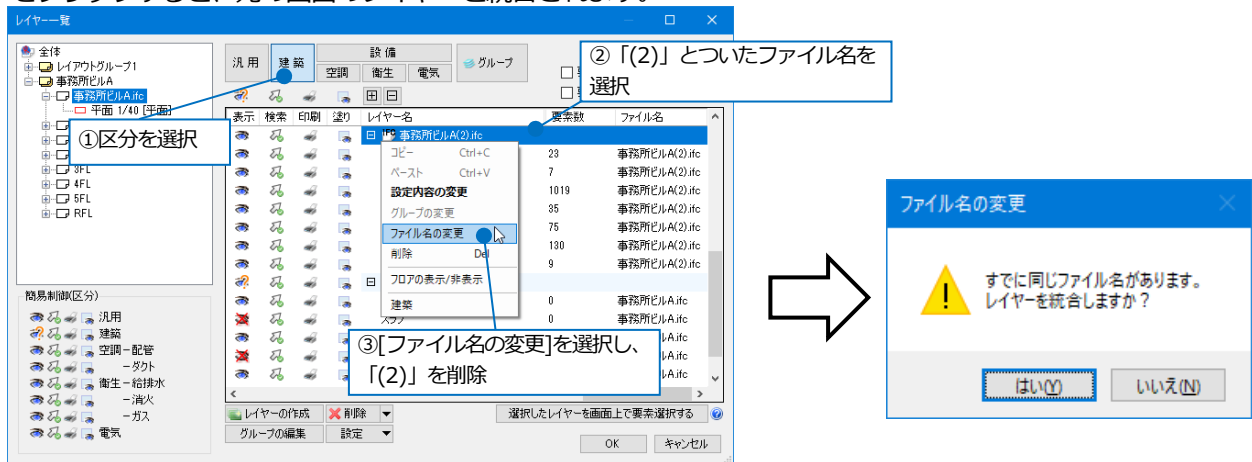 レイヤー一覧
全体
レイアウトグループ1
事務所ビルA
事務所ビルA.ifc
平面 1/40 [平面]
3FL
4FL
5FL
RFL
①区分を選択
簡易制御(区分)
汎用
建築
空調－配管
－ダクト
衛生－給排水
－消火
－ガス
電気
汎用
建築
設備
空調
衛生
電気
グループ
②「(2)」とついたファイル名を
選択
表示 検索 印刷 塗り レイヤー名 要素数 ファイル名
事務所ビルA(2).ifc
コピー Ctrl+C 23 事務所ビルA(2).ifc
ペースト Ctrl+V 7 事務所ビルA(2).ifc
設定内容の変更 1019 事務所ビルA(2).ifc
グループの変更 35 事務所ビルA(2).ifc
ファイル名の変更 75 事務所ビルA(2).ifc
削除 Del 130 事務所ビルA(2).ifc
9 事務所ビルA(2).ifc
フロアの表示/非表示
建築 0 事務所ビルA.ifc
スラブ 0 事務所ビルA.ifc
③[ファイル名の変更]を選択し、
「(2)」を削除
レイヤーの作成
削除
選択したレイヤーを画面上で要素選択する
グループの編集
設定
OK
キャンセル
ファイル名の変更
すでに同じファイル名があります。
レイヤーを統合しますか？
はい(Y)
いいえ(N)